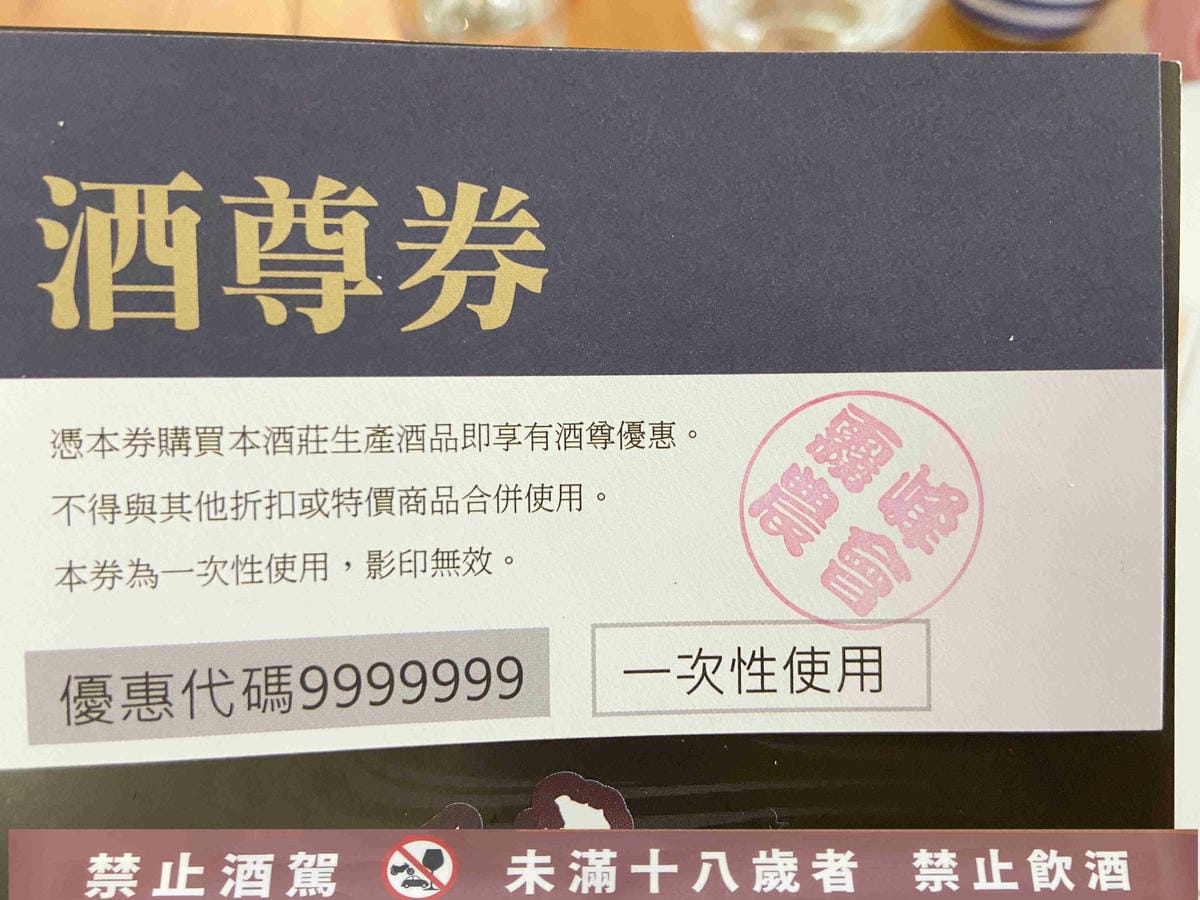 酒尊券
憑本券購買本酒莊生產酒品即享有酒尊優惠。
不得與其他折扣或特價商品合併使用。
本券為一次性使用,影印無效。
優惠代碼9999999
一次性使用
禁止酒駕 未滿十八歲者 禁止飲酒